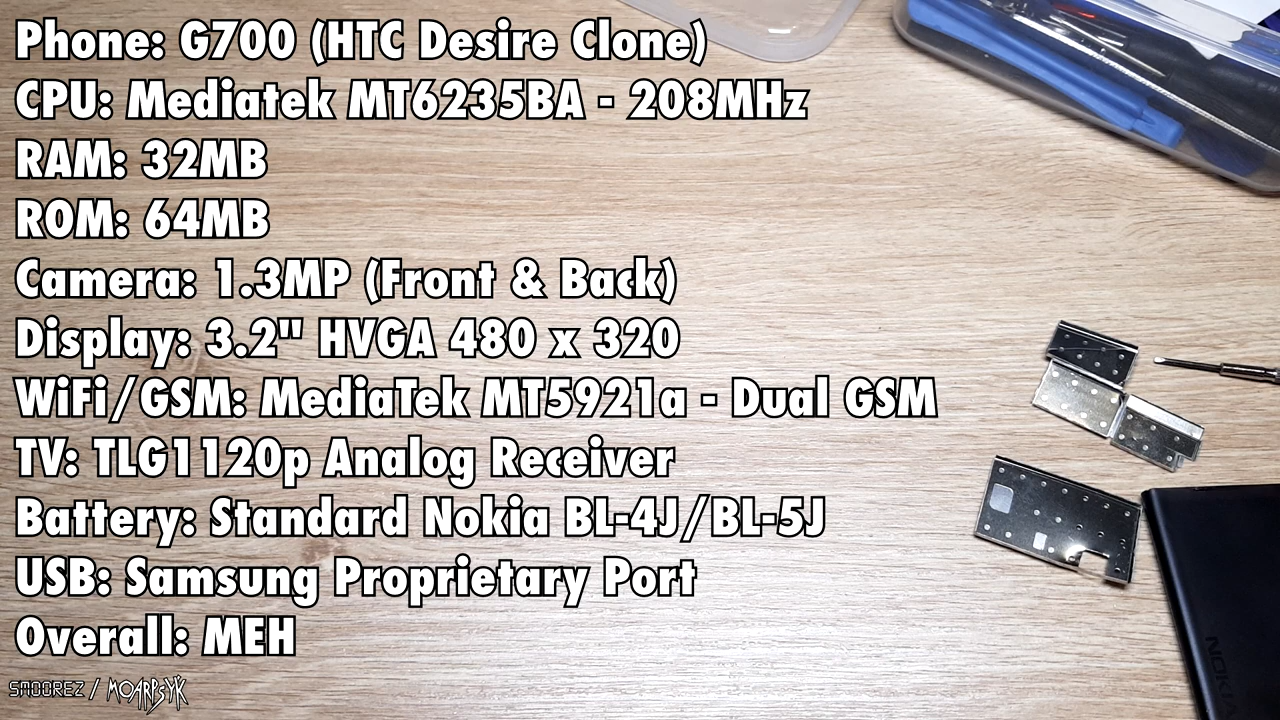 Phone: G700 (HTC Desire Clone)
CPU: Mediatek MT6235BA - 208MHz
RAM: 32MB
ROM: 64MB
Camera: 1.3MP (Front & Back)
Display: 3.2" HVGA 480 x 320
WiFi/GSM: MediaTek MT5921a - Dual GSM
TV: TLG1120p Analog Receiver
Battery: Standard Nokia BL-4J/BL-5J
USB: Samsung Proprietary Port
Overall: MEH
NOKIA
SMOOREZ / MOARPSYK